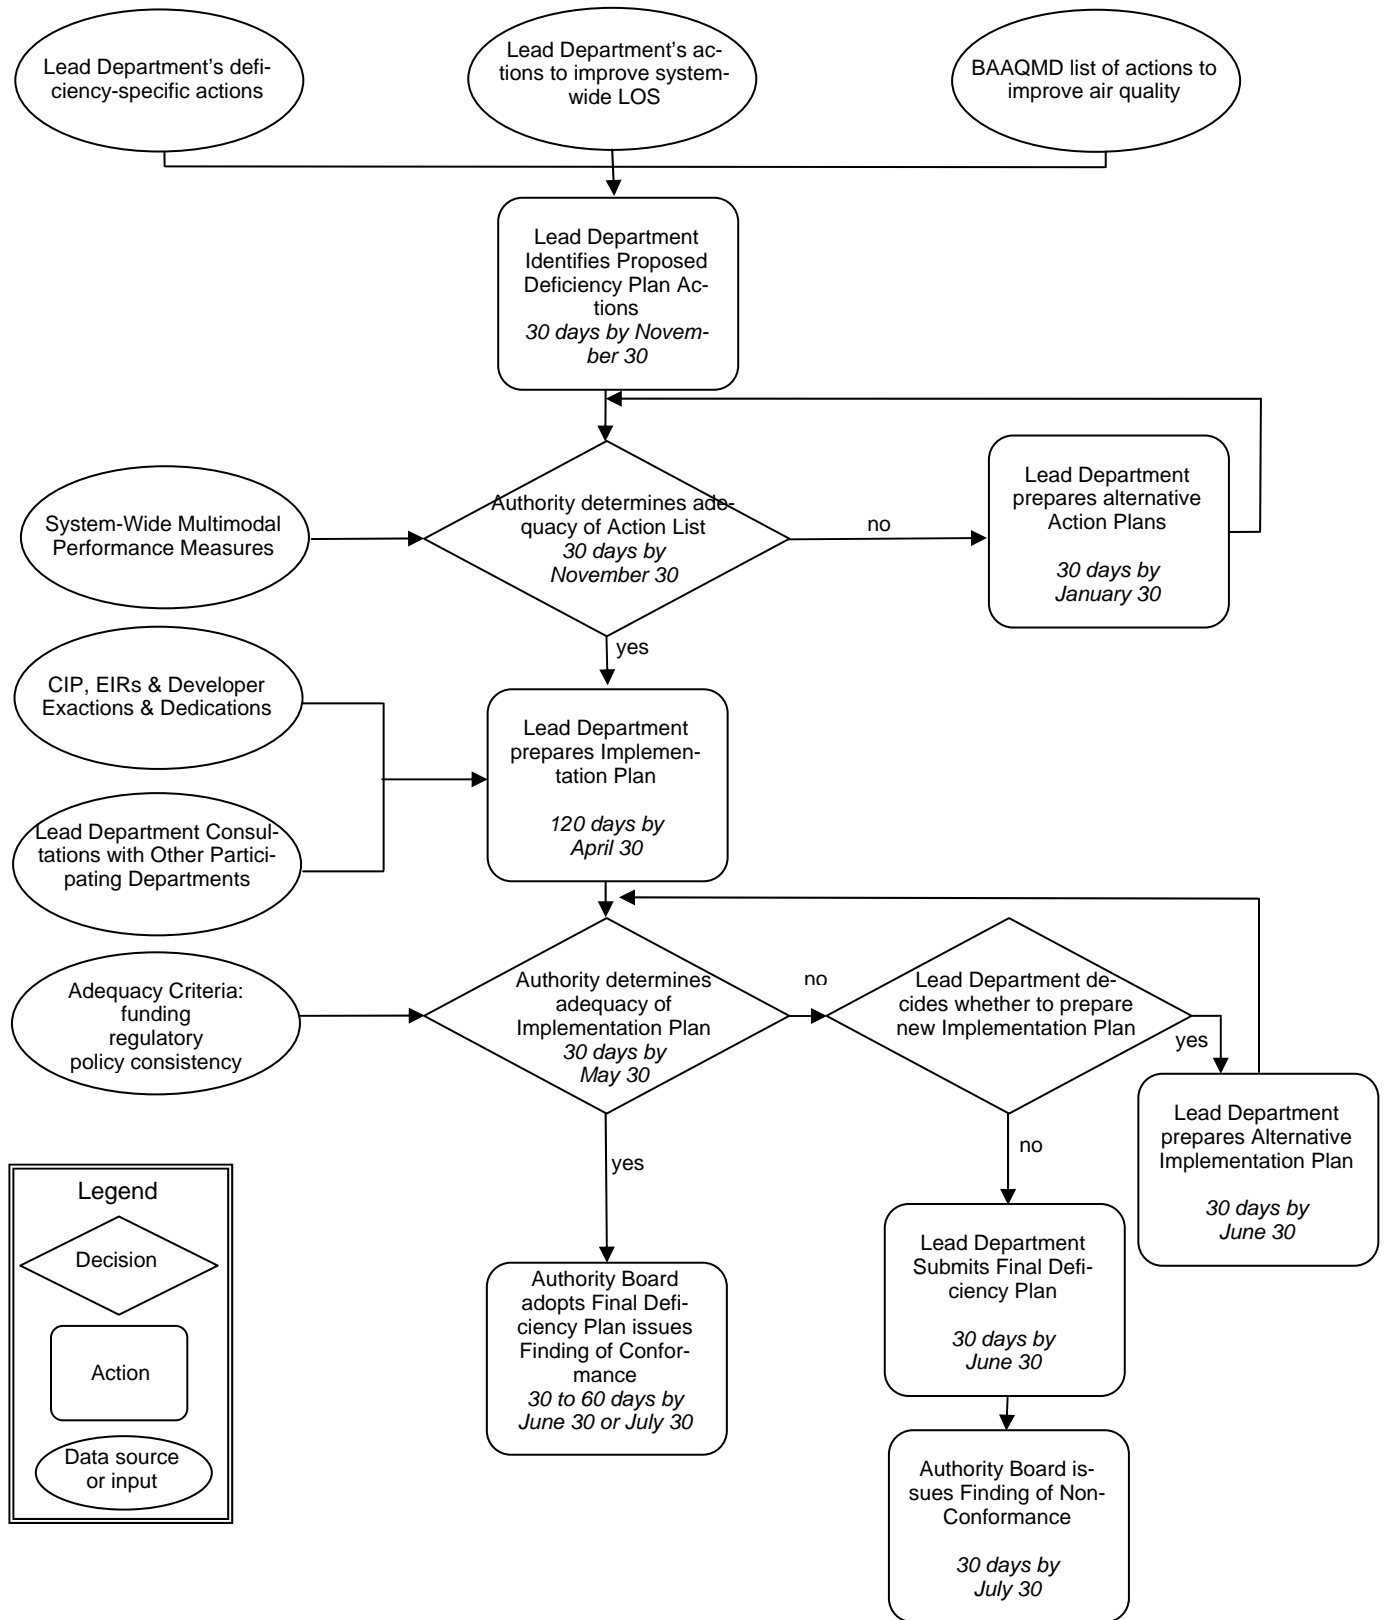 Lead Department's defi-
ciency-specific actions
Lead Department's ac-
tions to improve system-
wide LOS
BAAQMD list of actions to
improve air quality
Lead Department
Identifies Proposed
Deficiency Plan Ac-
tions
30 days by Novem-
ber 30
System-Wide Multimodal
Performance Measures
Authority determines ade-
quacy of Action List
30 days by
November 30
no
Lead Department
prepares alternative
Action Plans
30 days by
January 30
yes
CIP, EIRs & Developer
Exactions & Dedications
Lead Department Consul-
tations with Other Partici-
pating Departments
Lead Department
prepares Implemen-
tation Plan
120 days by
April 30
Adequacy Criteria:
funding
regulatory
policy consistency
Authority determines
adequacy of
Implementation Plan
30 days by
May 30
no
Lead Department de-
cides whether to prepare
new Implementation Plan
yes
Lead Department
prepares Alternative
Implementation Plan
30 days by
June 30
yes
no
Authority Board
adopts Final Defi-
ciency Plan issues
Finding of Confor-
mance
30 to 60 days by
June 30 or July 30
Lead Department
Submits Final Defi-
ciency Plan
30 days by
June 30
Authority Board is-
sues Finding of Non-
Conformance
30 days by
July 30
Legend
Decision
Action
Data source
or input